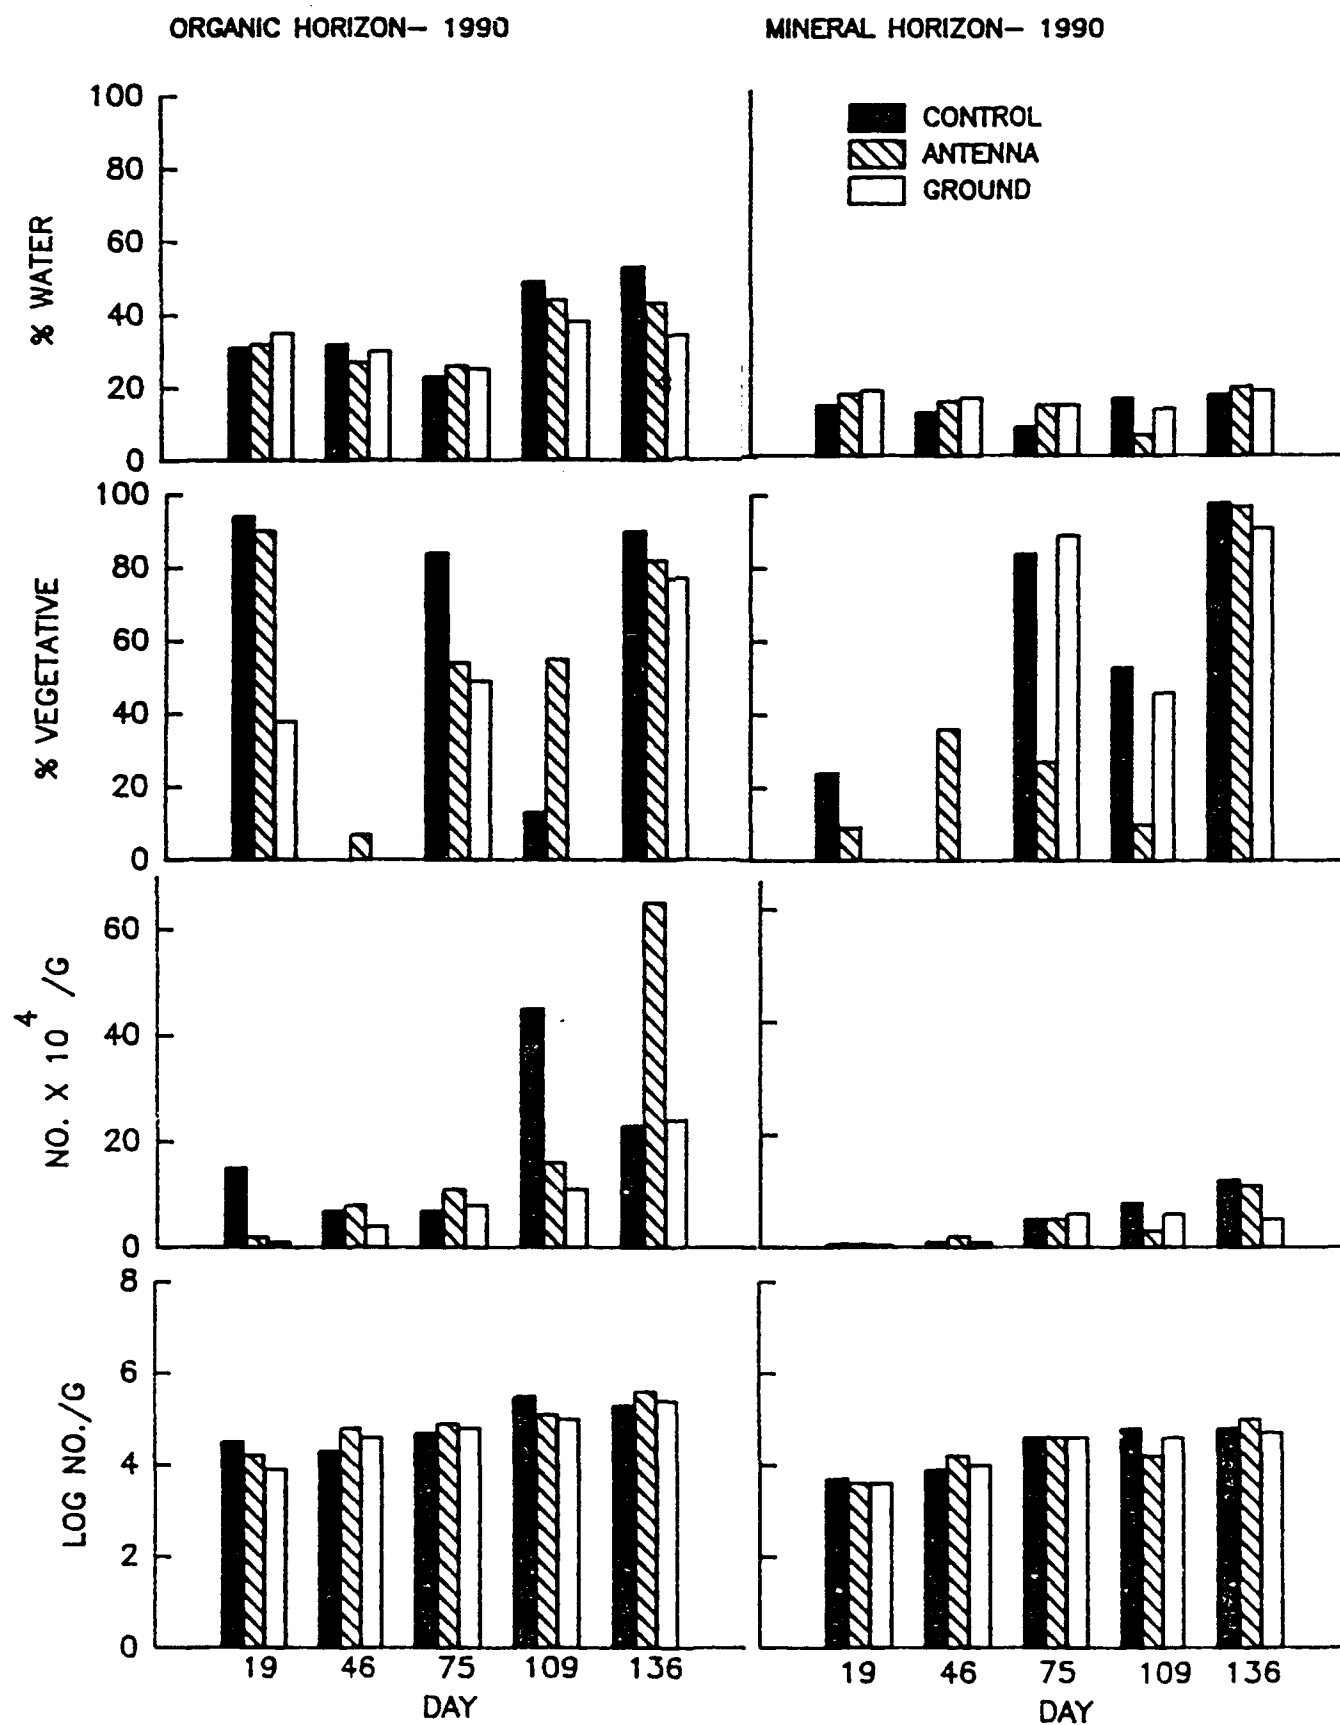 ORGANIC HORIZON— 1990
MINERAL HORIZON— 1990
CONTROL
ANTENNA
GROUND
% WATER
100
80
60
40
20
0
% VEGETATIVE
100
80
60
40
20
0
NO. X 10 4 /G
60
40
20
0
LOG NO./G
8
6
4
2
0
19 46 75 109 136
DAY
19 46 75 109 136
DAY